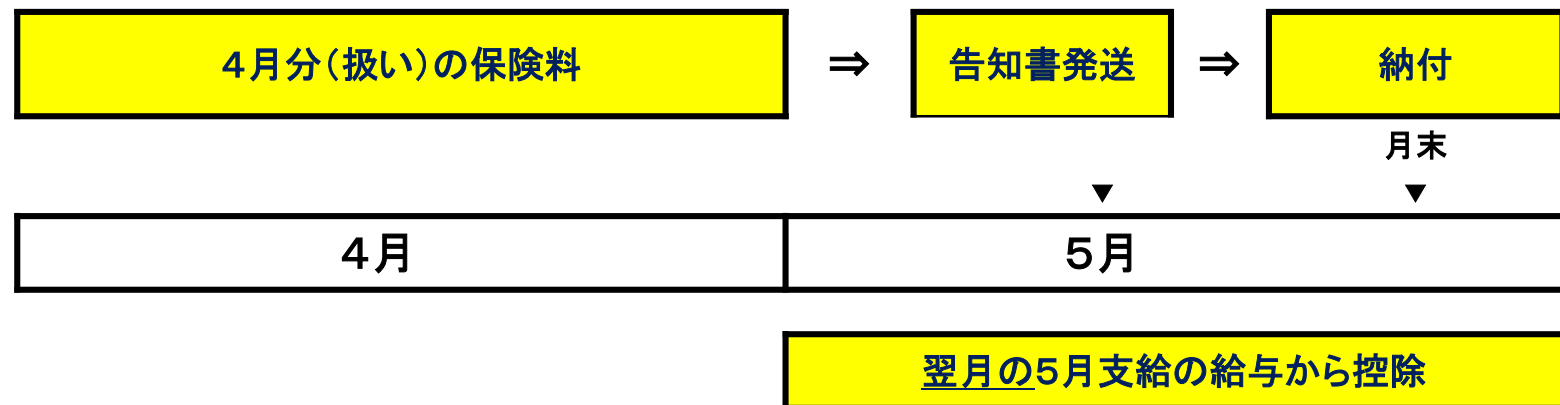 ４月分（扱い）の保険料 ⇒ 告知書発送 ⇒ 納付
月末
▼ ▼
４月 ５月
翌月の５月支給の給与から控除